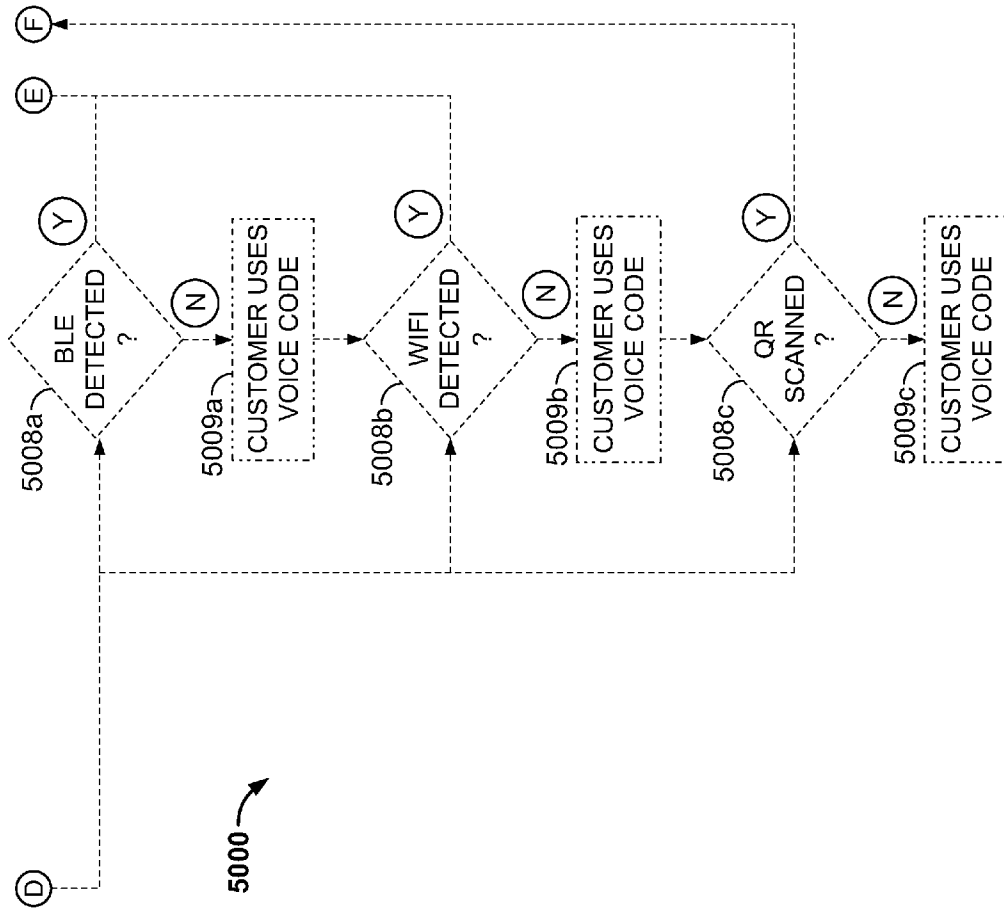 D
E
F
5000
5008a
BLE
DETECTED
?
Y
N
5009a
CUSTOMER USES
VOICE CODE
5008b
WIFI
DETECTED
?
Y
N
5009b
CUSTOMER USES
VOICE CODE
5008c
QR
SCANNED
?
Y
N
5009c
CUSTOMER USES
VOICE CODE